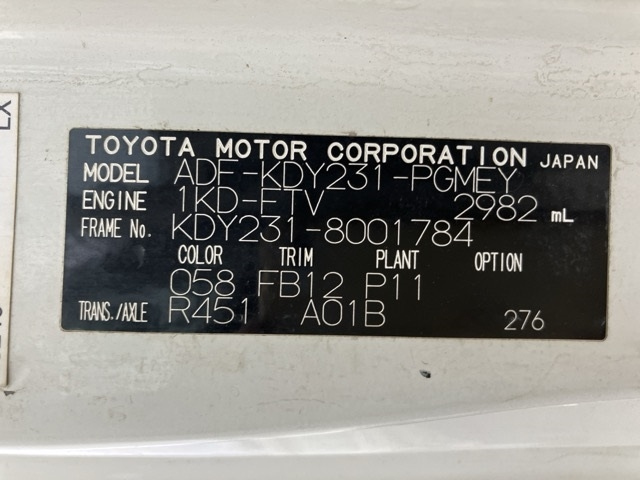 TOYOTA MOTOR CORPORATION JAPAN
MODEL ADF-KDY231-PGMEY
ENGINE 1KD-FTV 2982 mL
FRAME No. KDY231-8001784
COLOR TRIM PLANT OPTION
058 FB12 P11
TRANS./AXLE R451 A01B 276